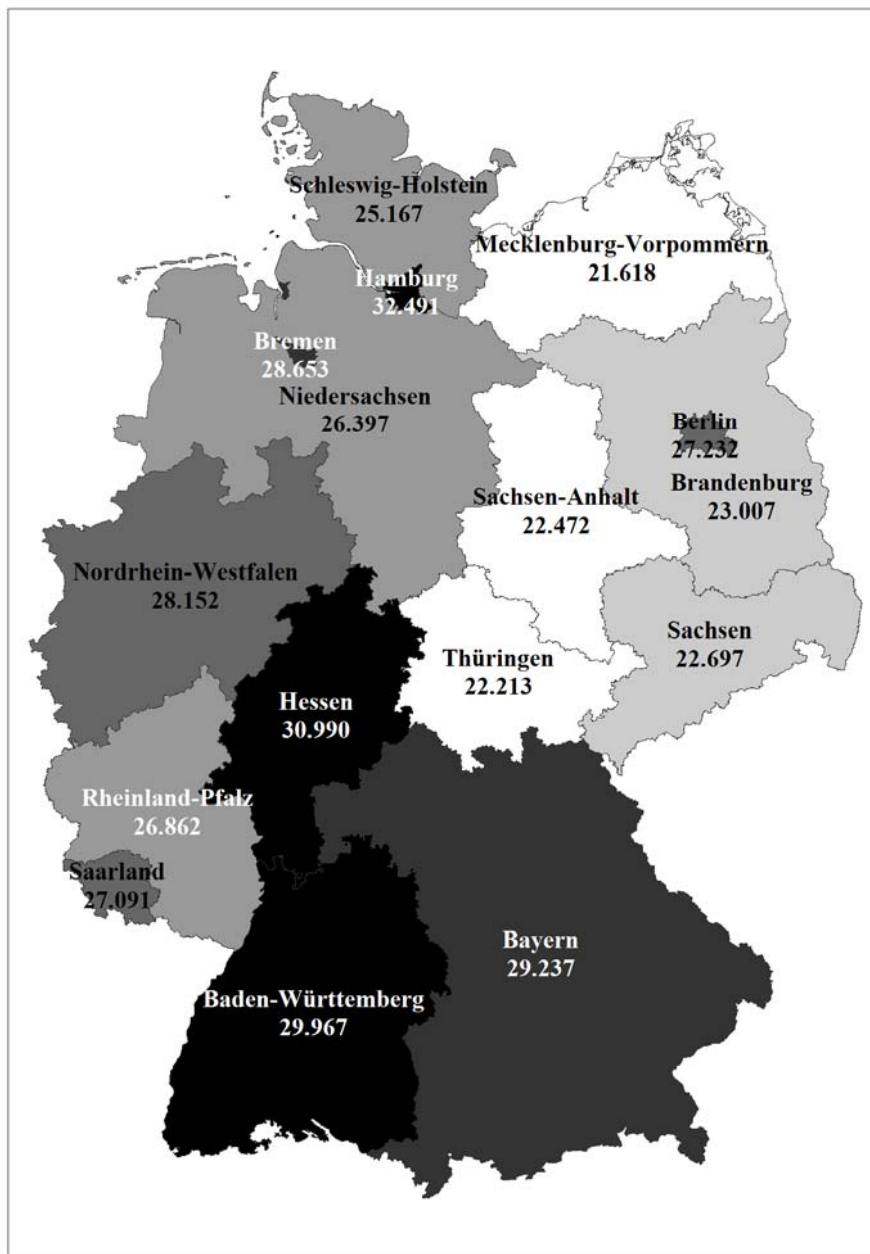 Schleswig-Holstein
25.167
Mecklenburg-Vorpommern
21.618
Hamburg
32.491
Bremen
28.653
Niedersachsen
26.397
Berlin
27.232
Brandenburg
23.007
Sachsen-Anhalt
22.472
Nordrhein-Westfalen
28.152
Sachsen
22.697
Thüringen
22.213
Hessen
30.990
Rheinland-Pfalz
26.862
Saarland
27.091
Bayern
29.237
Baden-Württemberg
29.967